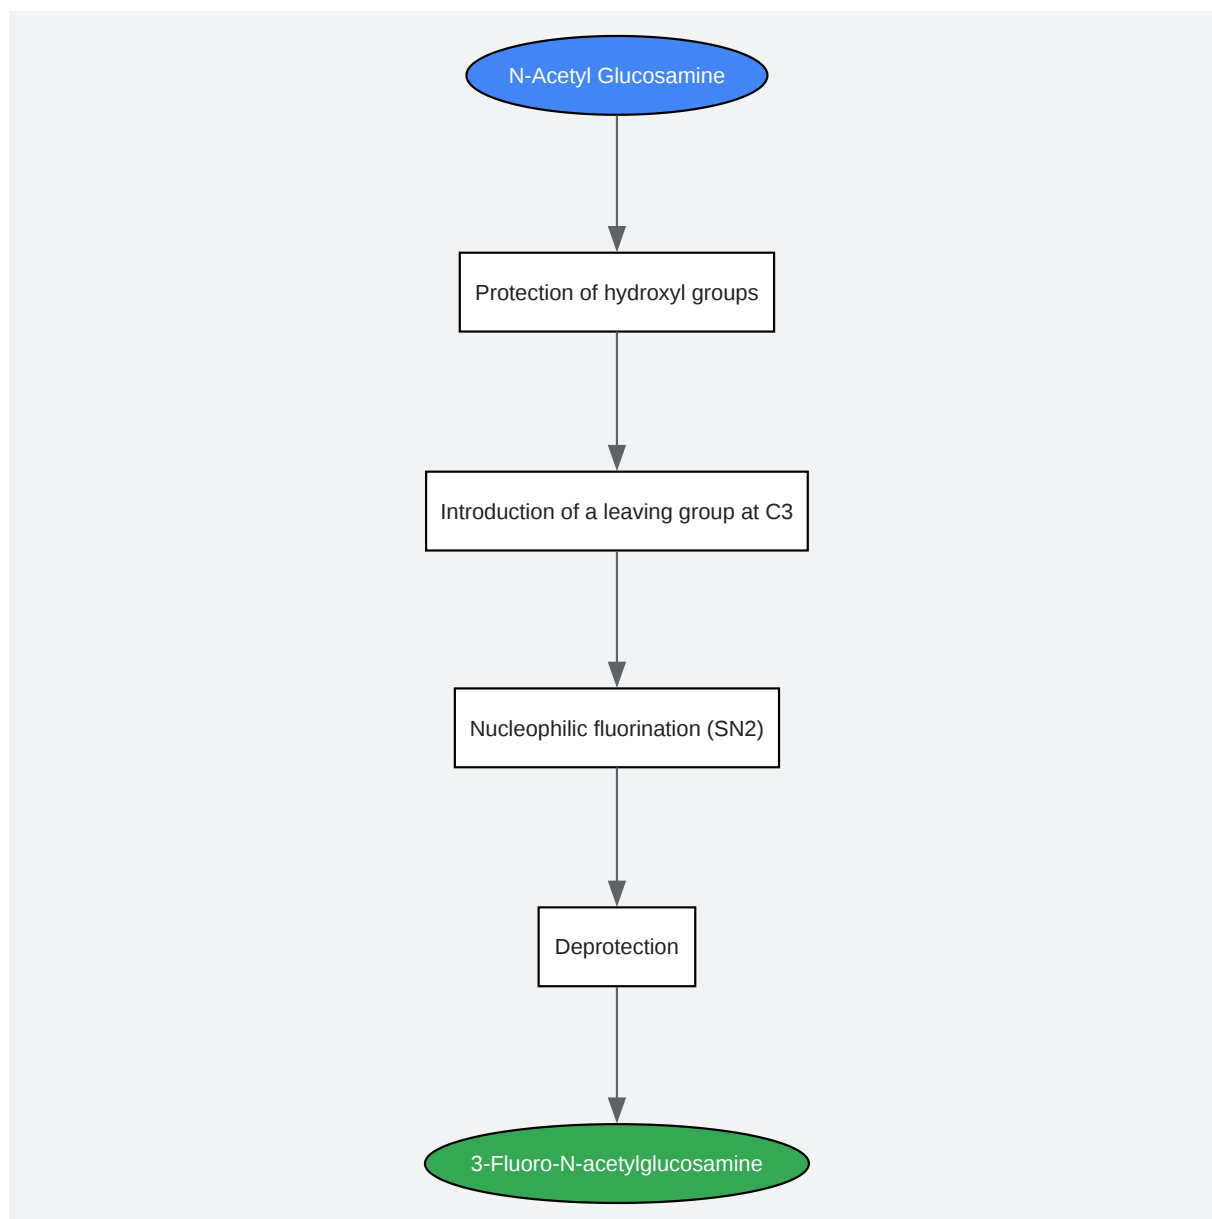 N-Acetyl Glucosamine
Protection of hydroxyl groups
Introduction of a leaving group at C3
Nucleophilic fluorination (SN2)
Deprotection
3-Fluoro-N-acetylglucosamine